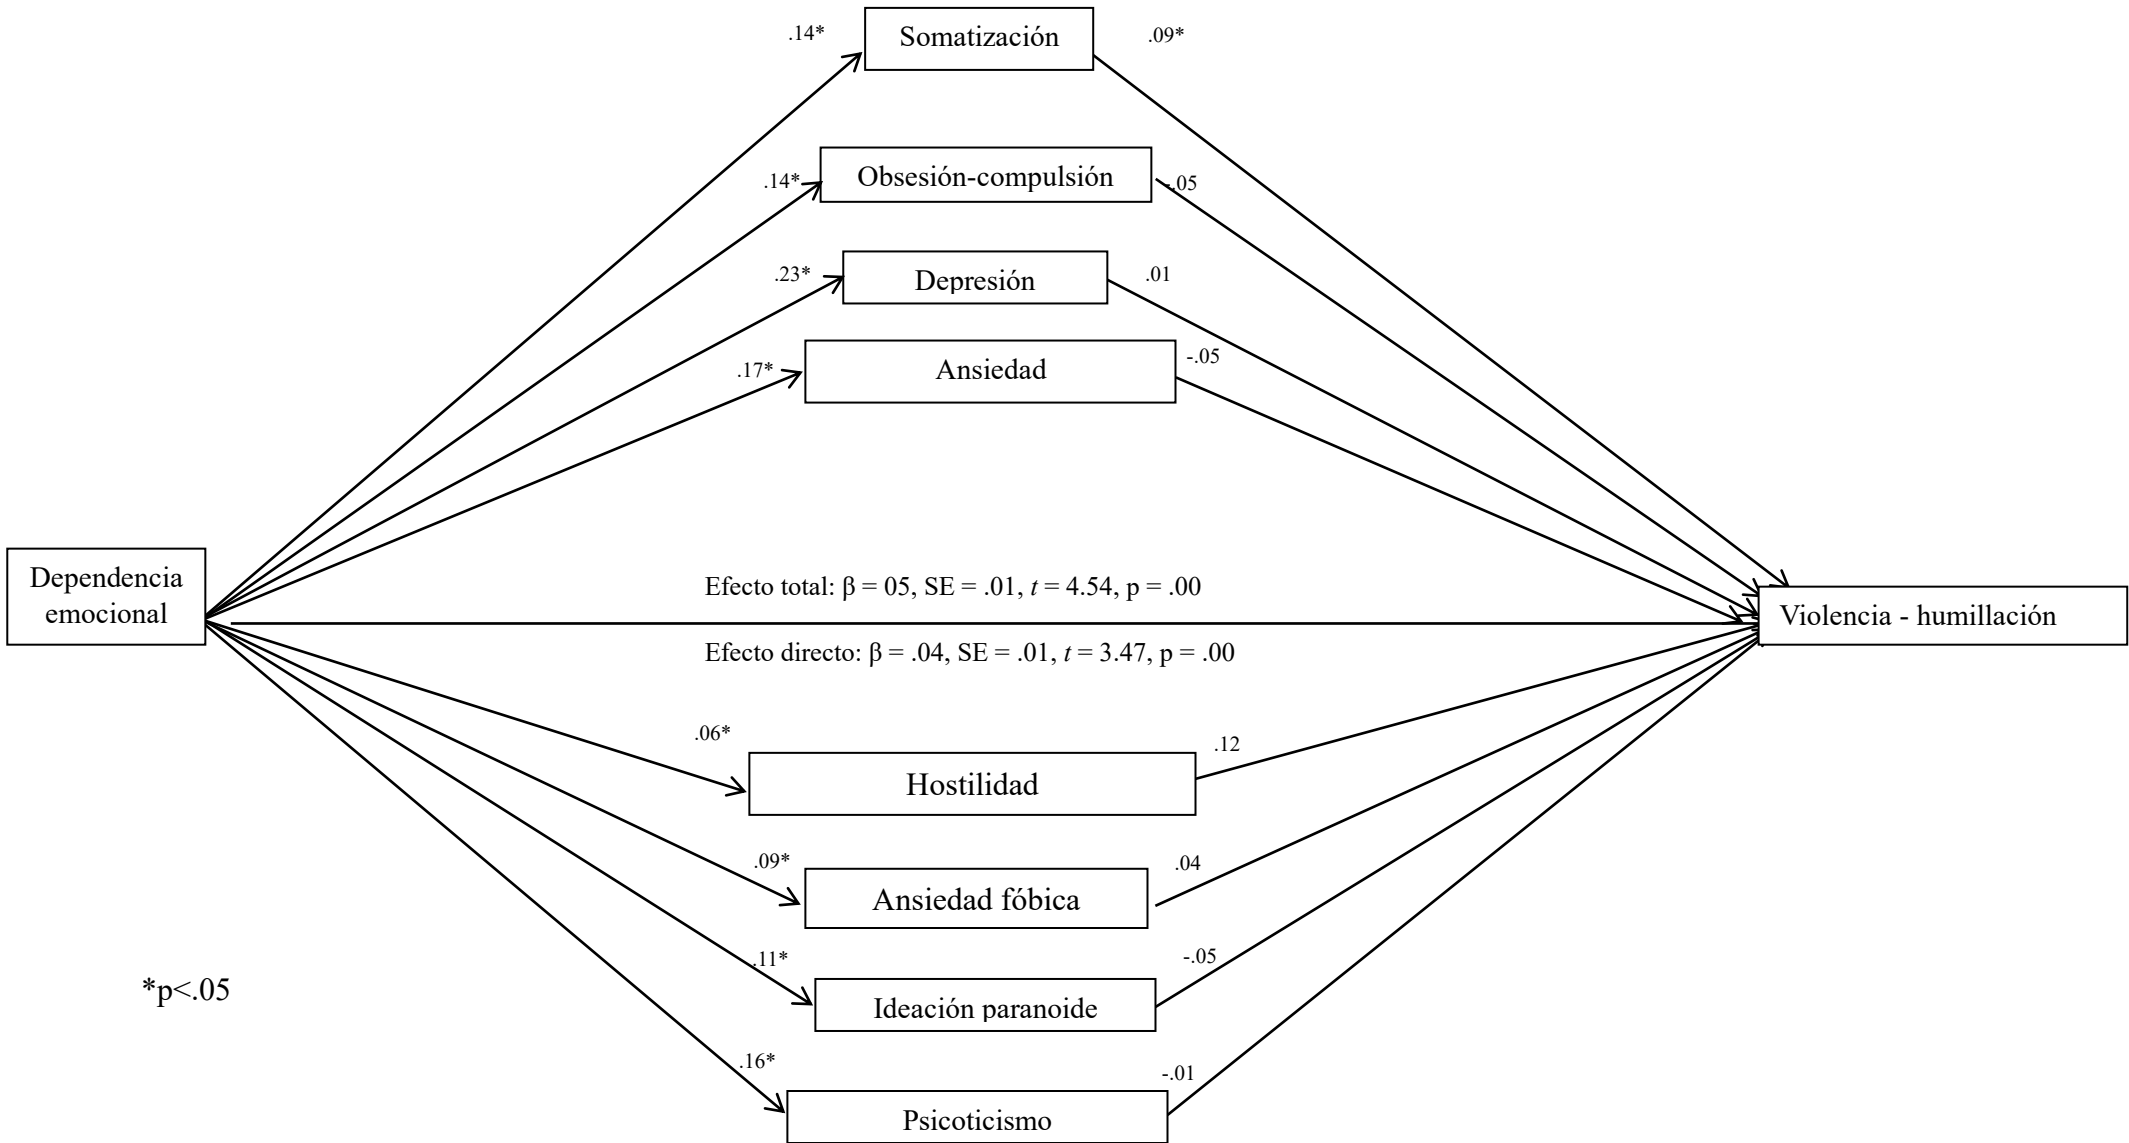 .14*
Somatización
.09*
.14*
Obsesión-compulsión
-.05
.23*
Depresión
.01
.17*
Ansiedad
-.05
Dependencia
emocional
Efecto total: β = 05, SE = .01, t = 4.54, p = .00
Violencia - humillación
Efecto directo: β = .04, SE = .01, t = 3.47, p = .00
.06*
Hostilidad
.12
.09*
Ansiedad fóbica
.04
.11*
Ideación paranoide
-.05
*p<.05
.16*
Psicoticismo
-.01